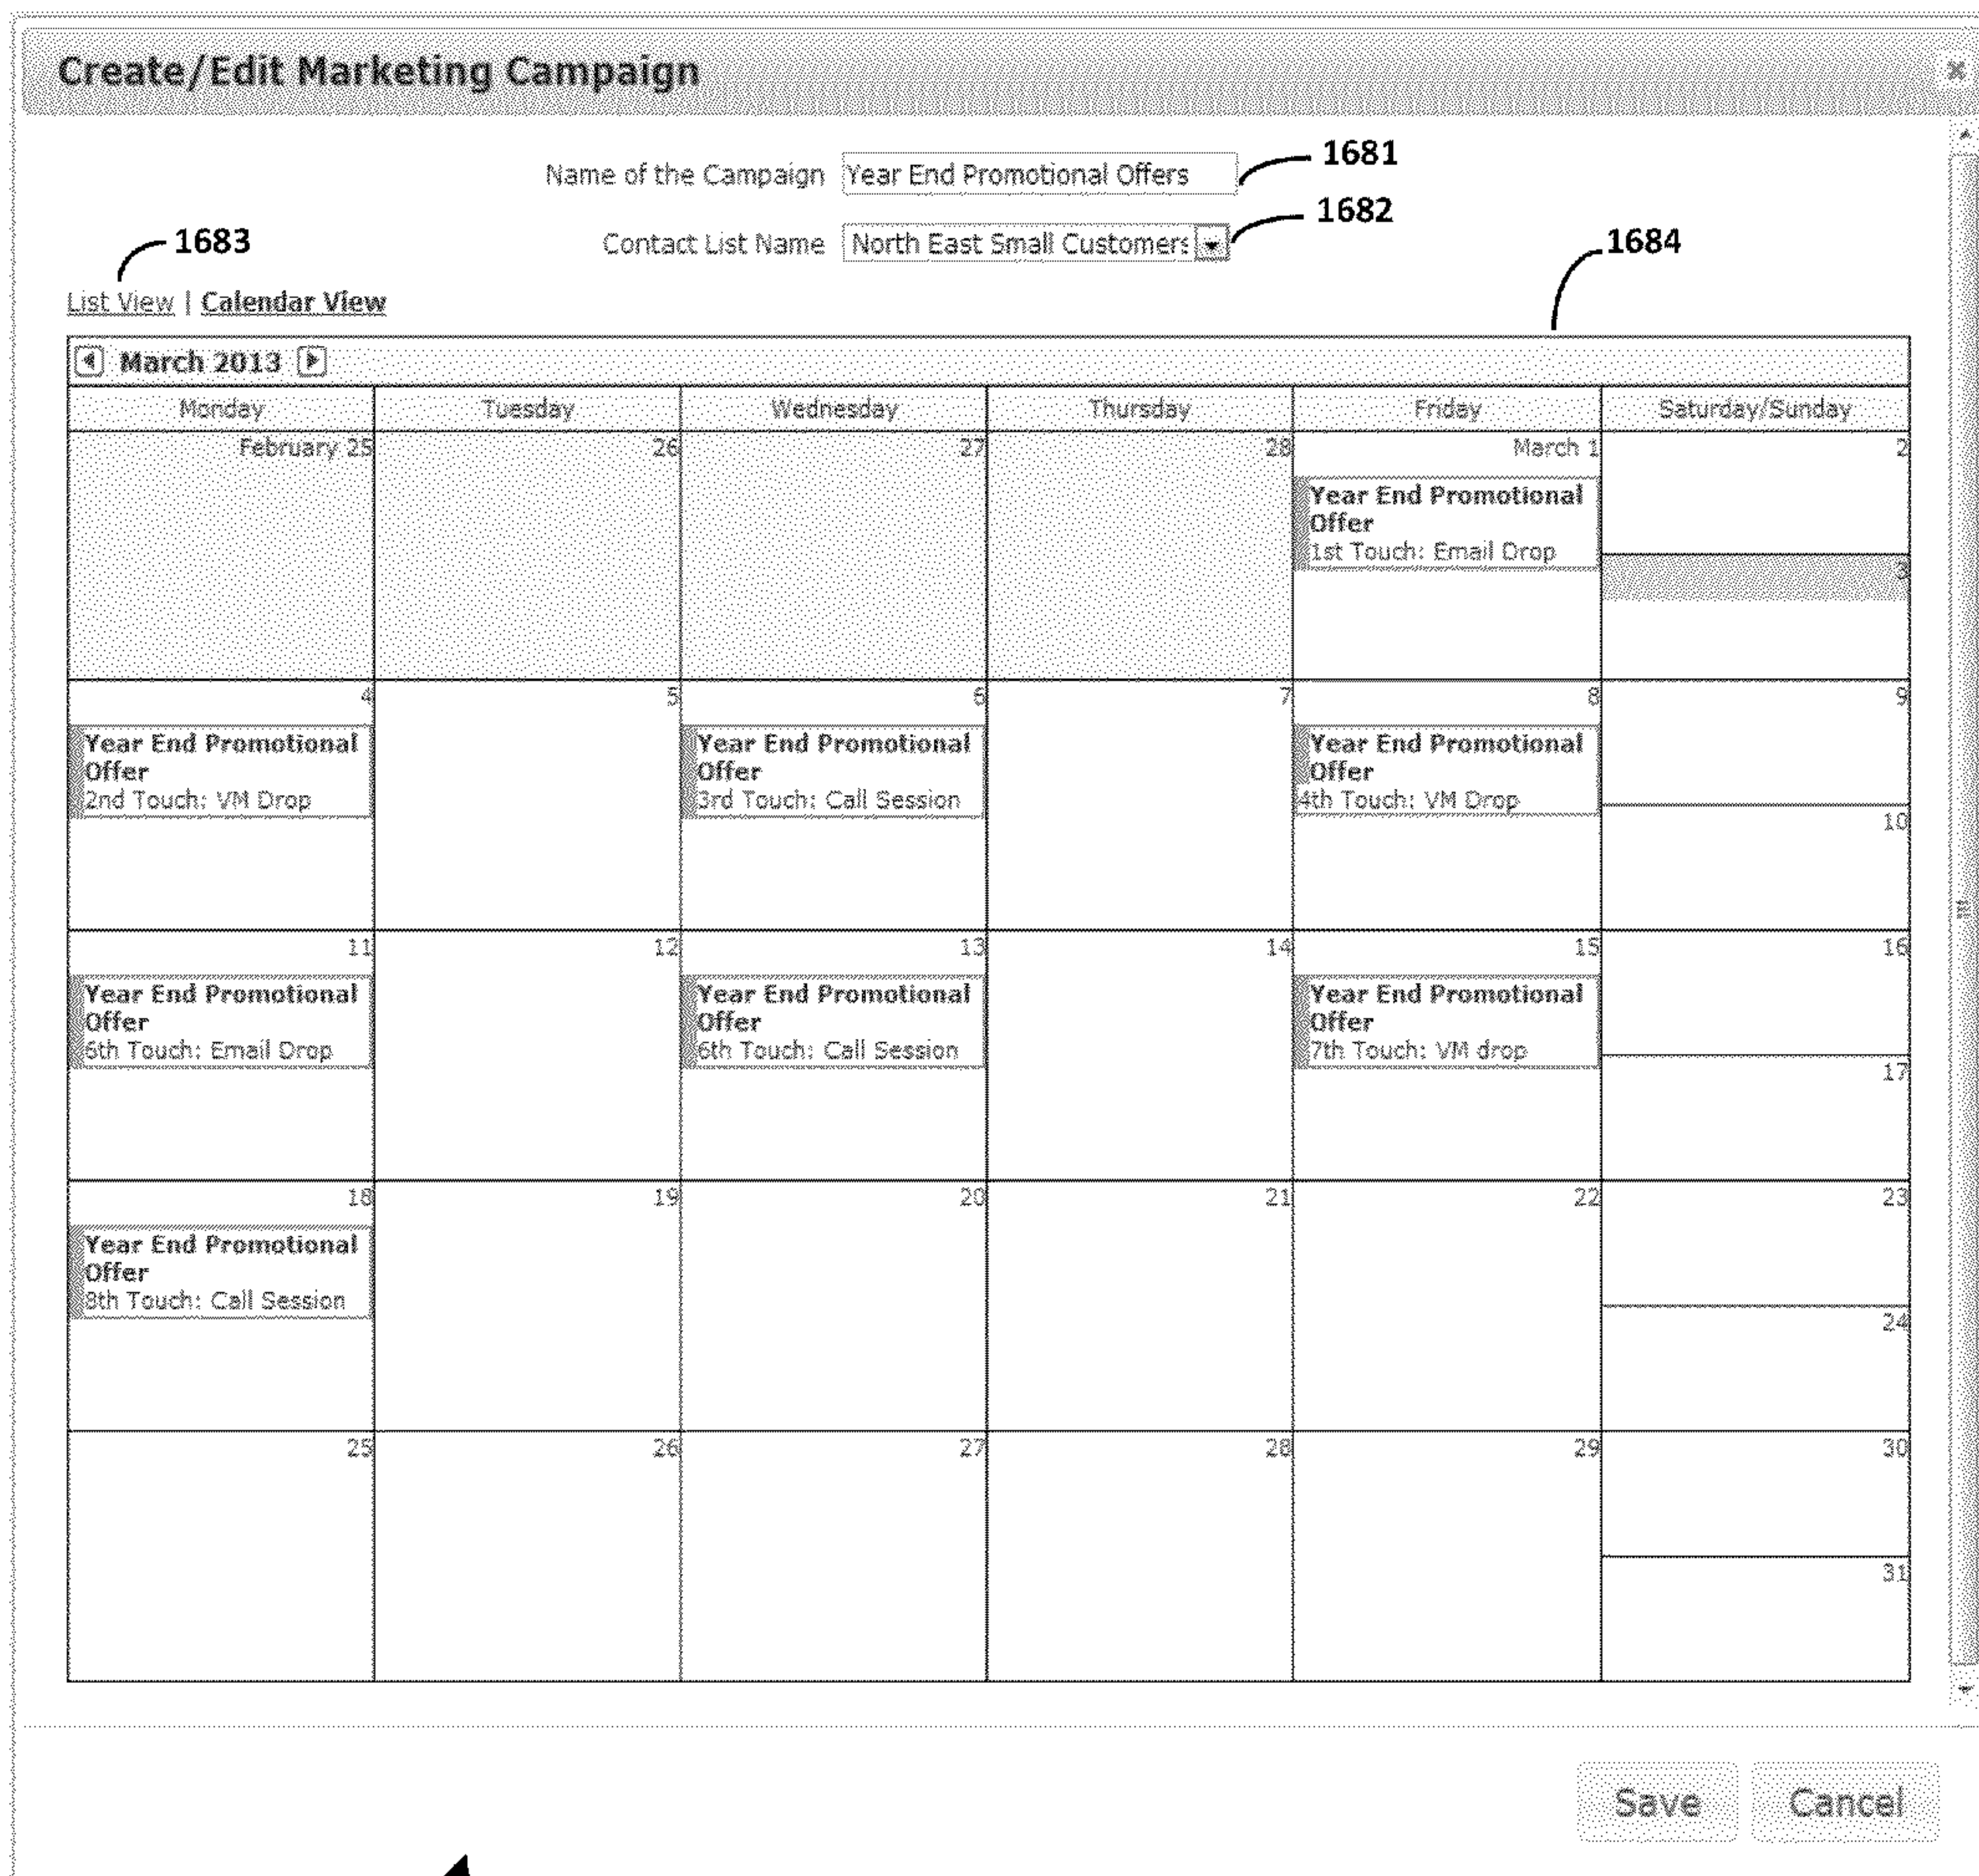 Create/Edit Marketing Campaign
Name of the Campaign Year End Promotional Offers 1681
Contact List Name North East Small Customers 1682
1683
1684
List View | Calendar View
March 2013
Monday Tuesday Wednesday Thursday Friday Saturday/Sunday
February 25 26 27 28 March 1 2
Year End Promotional
Offer
1st Touch: Email Drop
3
4 5 6 7 8 9
Year End Promotional Year End Promotional Year End Promotional
Offer Offer Offer
2nd Touch: VM Drop 3rd Touch: Call Session 4th Touch: VM Drop
10
11 12 13 14 15 16
Year End Promotional Year End Promotional Year End Promotional
Offer Offer Offer
6th Touch: Email Drop 6th Touch: Call Session 7th Touch: VM drop
17
18 19 20 21 22 23
Year End Promotional
Offer
8th Touch: Call Session
24
25 26 27 28 29 30
31
Save Cancel